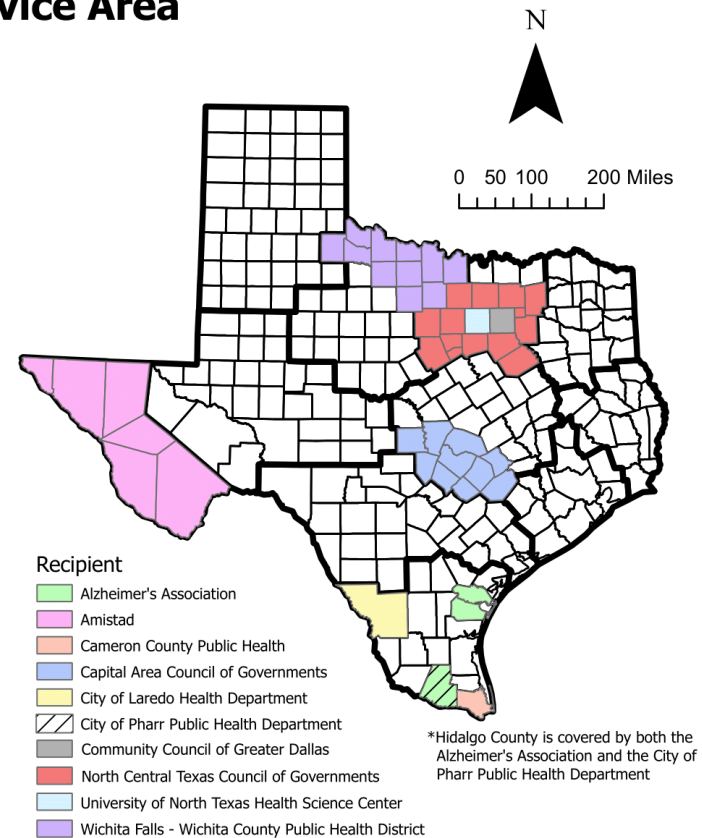 vice Area
N
0 50 100 200 Miles
Recipient
Alzheimer's Association
Amistad
Cameron County Public Health
Capital Area Council of Governments
City of Laredo Health Department
City of Pharr Public Health Department
Community Council of Greater Dallas
North Central Texas Council of Governments
University of North Texas Health Science Center
Wichita Falls - Wichita County Public Health District
*Hidalgo County is covered by both the
Alzheimer's Association and the City of
Pharr Public Health Department